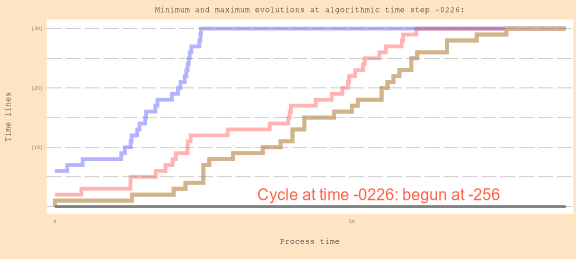 Minimum and maximum evolutions at algorithmic time step -0226:
[30]
[20]
[10]
Time lines
Cycle at time -0226: begun at -256
0 50
Process time